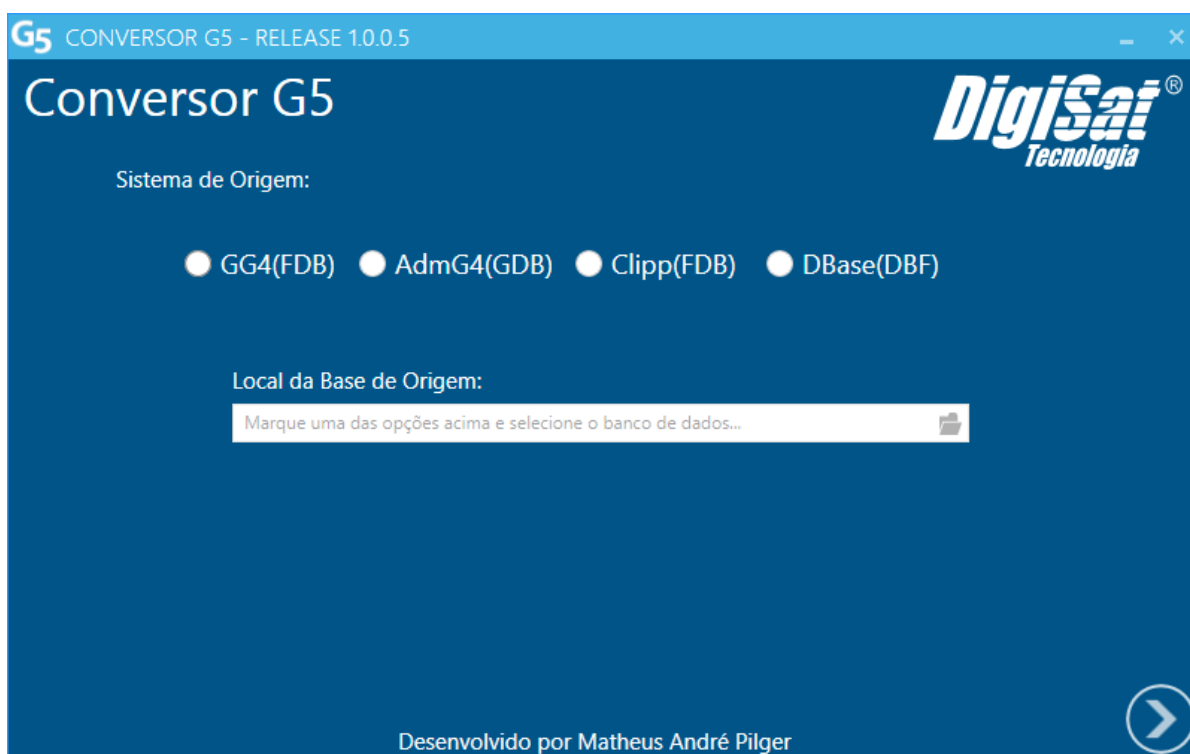 G5 CONVERSOR G5 - RELEASE 1.0.0.5
Conversor G5
DigiSat®
Tecnologia
Sistema de Origem:
GG4(FDB) AdmG4(GDB) Clipp(FDB) DBase(DBF)
Local da Base de Origem:
Marque uma das opções acima e selecione o banco de dados...
Desenvolvido por Matheus André Pilger